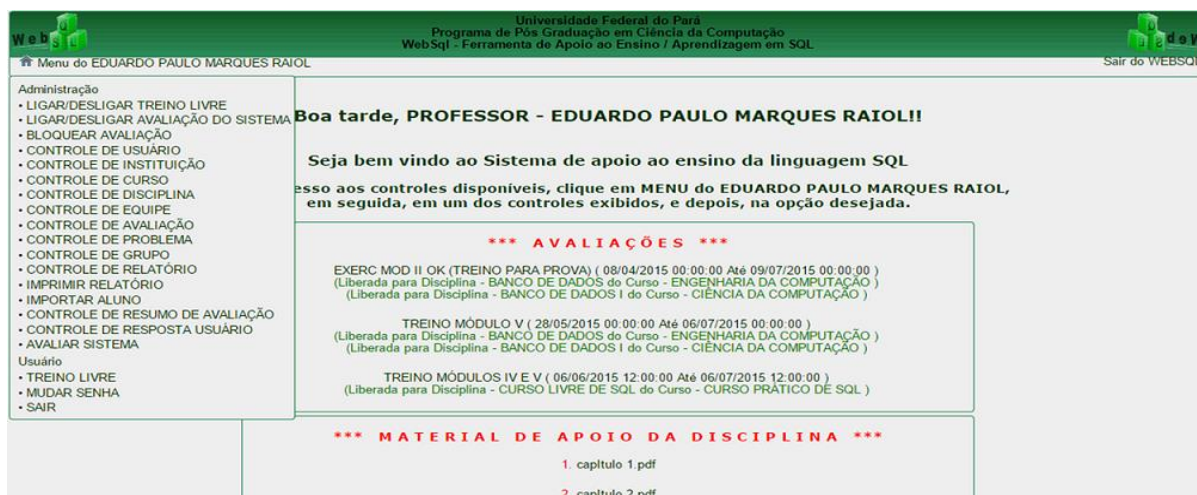 Web SQL
Universidade Federal do Pará
Programa de Pós Graduação em Ciência da Computação
WebSql - Ferramenta de Apoio ao Ensino / Aprendizagem em SQL
Menu do EDUARDO PAULO MARQUES RAIOL
Sair do WEBSQL
Administração
• LIGAR/DESLIGAR TREINO LIVRE
• LIGAR/DESLIGAR AVALIAÇÃO DO SISTEMA
• BLOQUEAR AVALIAÇÃO
• CONTROLE DE USUÁRIO
• CONTROLE DE INSTITUIÇÃO
• CONTROLE DE CURSO
• CONTROLE DE DISCIPLINA
• CONTROLE DE EQUIPE
• CONTROLE DE AVALIAÇÃO
• CONTROLE DE PROBLEMA
• CONTROLE DE GRUPO
• CONTROLE DE RELATÓRIO
• IMPRIMIR RELATÓRIO
• IMPORTAR ALUNO
• CONTROLE DE RESUMO DE AVALIAÇÃO
• CONTROLE DE RESPOSTA USUÁRIO
• AVALIAR SISTEMA
Usuário
• TREINO LIVRE
• MUDAR SENHA
• SAIR
Boa tarde, PROFESSOR - EDUARDO PAULO MARQUES RAIOL!!
Seja bem vindo ao Sistema de apoio ao ensino da linguagem SQL
esso aos controles disponíveis, clique em MENU do EDUARDO PAULO MARQUES RAIOL,
em seguida, em um dos controles exibidos, e depois, na opção desejada.
*** AVALIAÇÕES ***
EXERC MOD II OK (TREINO PARA PROVA) ( 08/04/2015 00:00:00 Até 09/07/2015 00:00:00 )
(Liberada para Disciplina - BANCO DE DADOS do Curso - ENGENHARIA DA COMPUTAÇÃO )
(Liberada para Disciplina - BANCO DE DADOS I do Curso - CIÊNCIA DA COMPUTAÇÃO )
TREINO MÓDULO V ( 28/05/2015 00:00:00 Até 06/07/2015 00:00:00 )
(Liberada para Disciplina - BANCO DE DADOS do Curso - ENGENHARIA DA COMPUTAÇÃO )
(Liberada para Disciplina - BANCO DE DADOS I do Curso - CIÊNCIA DA COMPUTAÇÃO )
TREINO MÓDULOS IV E V ( 06/06/2015 12:00:00 Até 06/07/2015 12:00:00 )
(Liberada para Disciplina - CURSO LIVRE DE SQL do Curso - CURSO PRÁTICO DE SQL )
*** MATERIAL DE APOIO DA DISCIPLINA ***
1. capItulo 1.pdf
2. capItulo 2.pdf